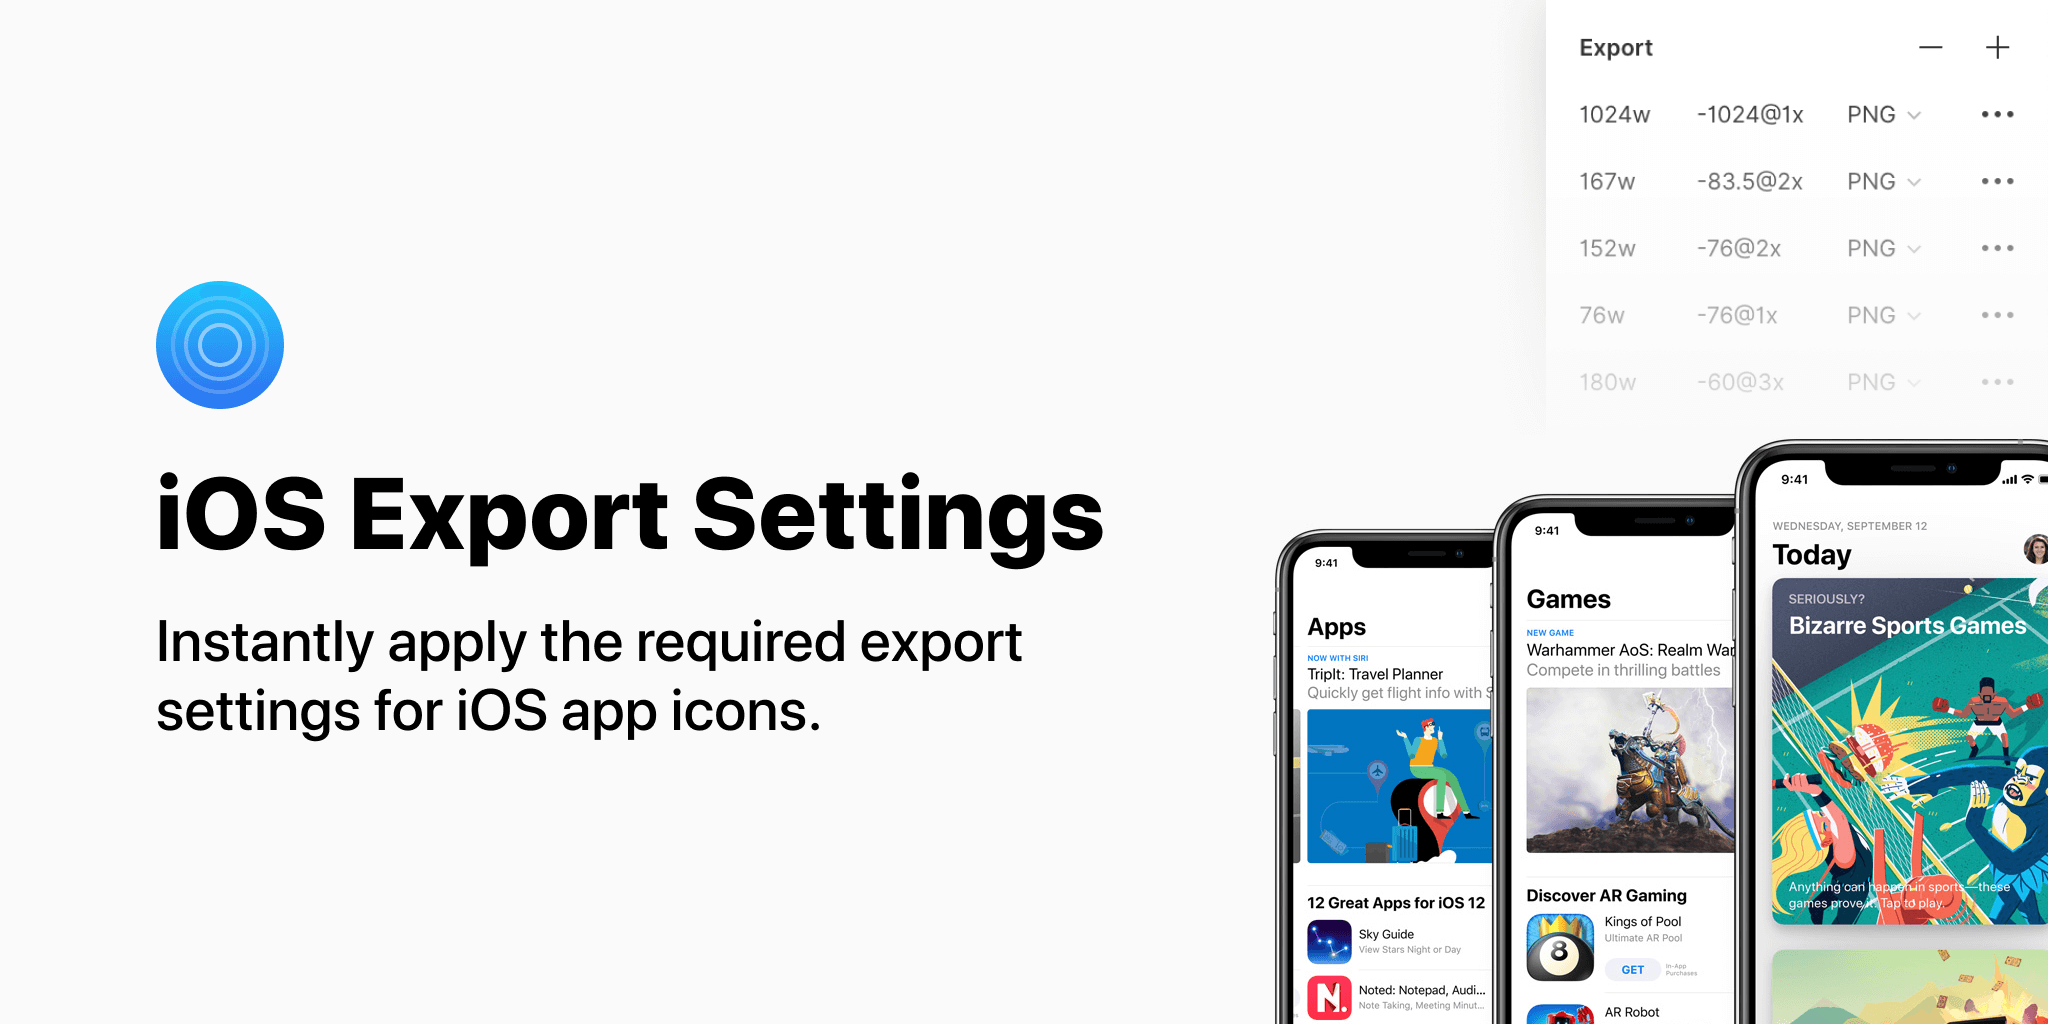 Export
1024w -1024@1x PNG
167w -83.5@2x PNG
152w -76@2x PNG
76w -76@1x PNG
180w -60@3x PNG
iOS Export Settings
Instantly apply the required export
settings for iOS app icons.
9:41
Apps
NOW WITH SIRI
TripIt: Travel Planner
Quickly get flight info with S
12 Great Apps for iOS 12
Sky Guide
View Stars Night or Day
Noted: Notepad, Audi...
Note Taking, Meeting Minut...
9:41
Games
NEW GAME
Warhammer AoS: Realm War
Compete in thrilling battles
Discover AR Gaming
8
Kings of Pool
Ultimate AR Pool
GET
In-App
Purchases
AR Robot
9:41
WEDNESDAY, SEPTEMBER 12
Today
SERIOUSLY?
Bizarre Sports Games
Anything can happen in sports—these
games prove it! Tap to play.